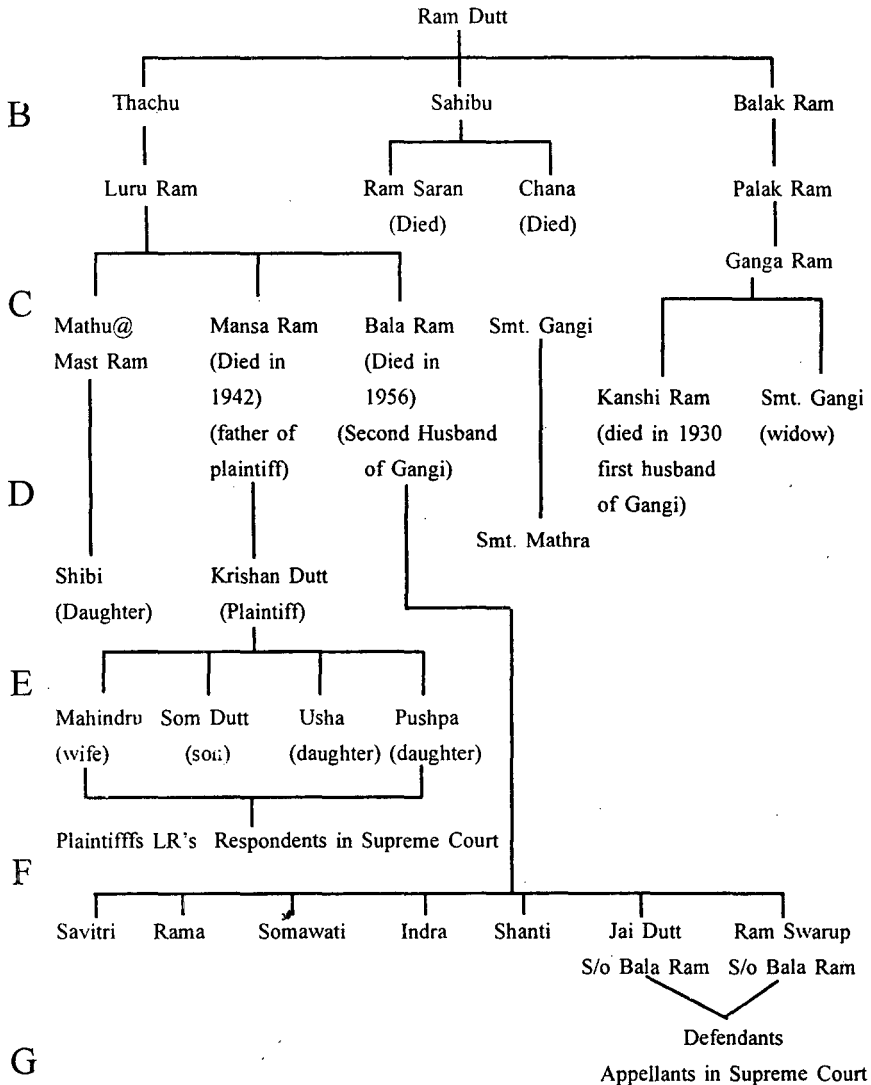 Ram Dutt
B
Thachu Sahibu Balak Ram
Luru Ram Ram Saran Chana Palak Ram
(Died) (Died)
Ganga Ram
C
Mathu@ Mansa Ram Bala Ram Smt. Gangi
Mast Ram (Died in (Died in
1942) 1956) Kanshi Ram Smt. Gangi
(father of (Second Husband (died in 1930 (widow)
plaintiff) of Gangi) first husband
D
of Gangi)
Smt. Mathra
Shibi Krishan Dutt
(Daughter) (Plaintiff)
E
Mahindru Som Dutt Usha Pushpa
(wife) (son) (daughter) (daughter)
Plaintifffs LR's Respondents in Supreme Court
F
Savitri Rama Somawati Indra Shanti Jai Dutt Ram Swarup
S/o Bala Ram S/o Bala Ram
Defendants
G
Appellants in Supreme Court